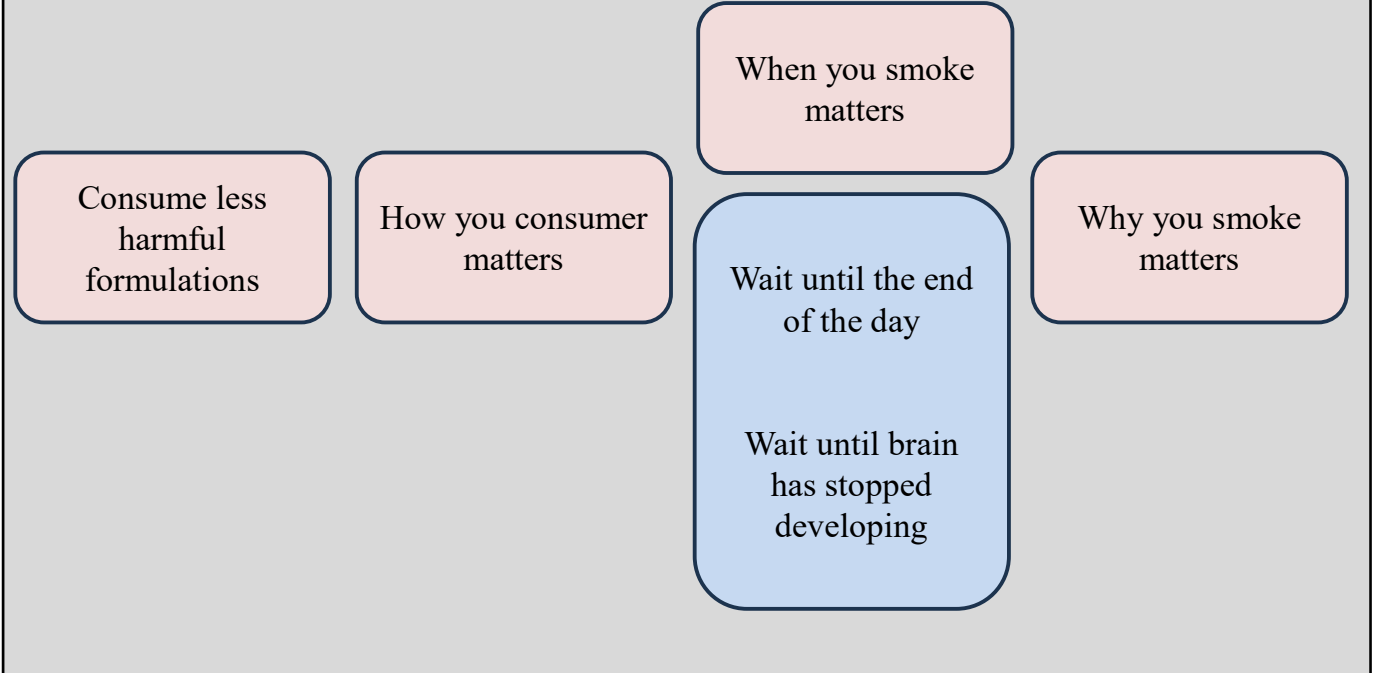 When you smoke
matters
Consume less
harmful
formulations
How you consumer
matters
Wait until the end
of the day
Wait until brain
has stopped
developing
Why you smoke
matters